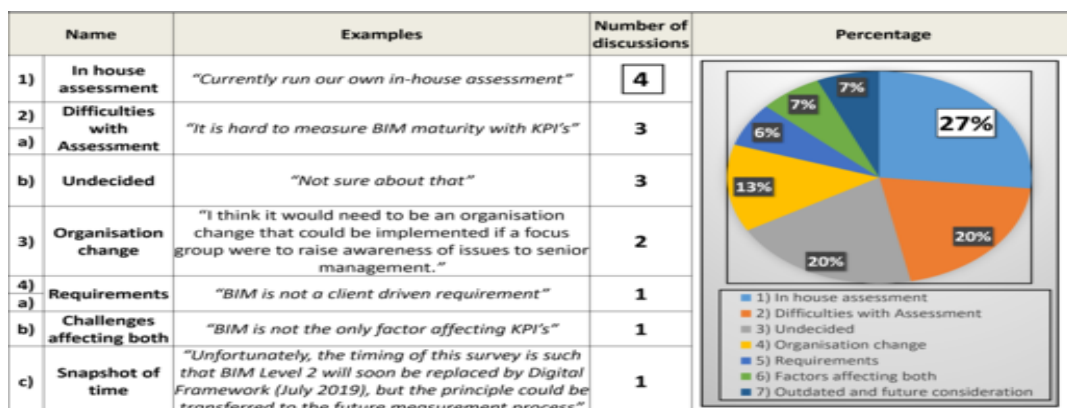 Name Examples Number of discussions Percentage
1) In house assessment "Currently run our own in-house assessment" 4
2) a) Difficulties with Assessment "It is hard to measure BIM maturity with KPI's" 3
b) Undecided "Not sure about that" 3
3) Organisation change "I think it would need to be an organisation change that could be implemented if a focus group were to raise awareness of issues to senior management." 2
4) a) Requirements "BIM is not a client driven requirement" 1
b) Challenges affecting both "BIM is not the only factor affecting KPI's" 1
c) Snapshot of time "Unfortunately, the timing of this survey is such that BIM Level 2 will soon be replaced by Digital Framework (July 2019), but the principle could be transferred to the future measurement process" 1
7%
7%
27%
6%
13%
20%
20%
1) In house assessment
2) Difficulties with Assessment
3) Undecided
4) Organisation change
5) Requirements
6) Factors affecting both
7) Outdated and future consideration